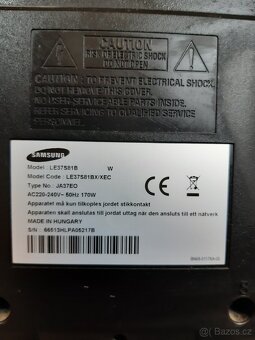 CAUTION
RISK OF ELECTRIC SHOCK
DO NOT OPEN
CAUTION: TO PREVENT ELECTRICAL SHOCK,
DO NOT REMOVE THIS COVER.
NO USER SERVICEABLE PARTS INSIDE.
REFER SERVICING TO QUALIFIED SERVICE
PERSONNEL.
SAMSUNG
Model : LE37S81B W
Model Code : LE37S81BX/XEC
Type No : JA37EO
AC220-240V~ 50Hz 170W
Apparatet må kun tilkoples jordet stikkontakt
Apparaten skall anslutas till jordat uttag när den ansluts till ett nätverk
MADE IN HUNGARY
S/N : 66513HLPA05217B
bazos.cz